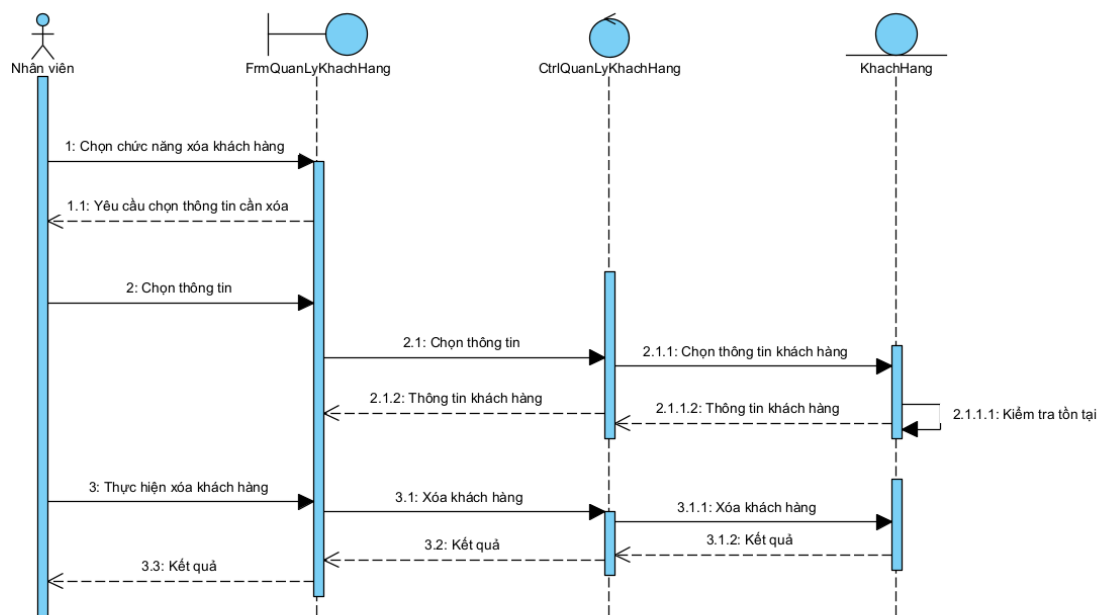 Nhân viên
FrmQuanLyKhachHang
CtrlQuanLyKhachHang
KhachHang
1: Chọn chức năng xóa khách hàng
1.1: Yêu cầu chọn thông tin cần xóa
2: Chọn thông tin
2.1: Chọn thông tin
2.1.1: Chọn thông tin khách hàng
2.1.2: Thông tin khách hàng
2.1.1.2: Thông tin khách hàng
2.1.1.1: Kiểm tra tồn tại
3: Thực hiện xóa khách hàng
3.1: Xóa khách hàng
3.1.1: Xóa khách hàng
3.2: Kết quả
3.1.2: Kết quả
3.3: Kết quả